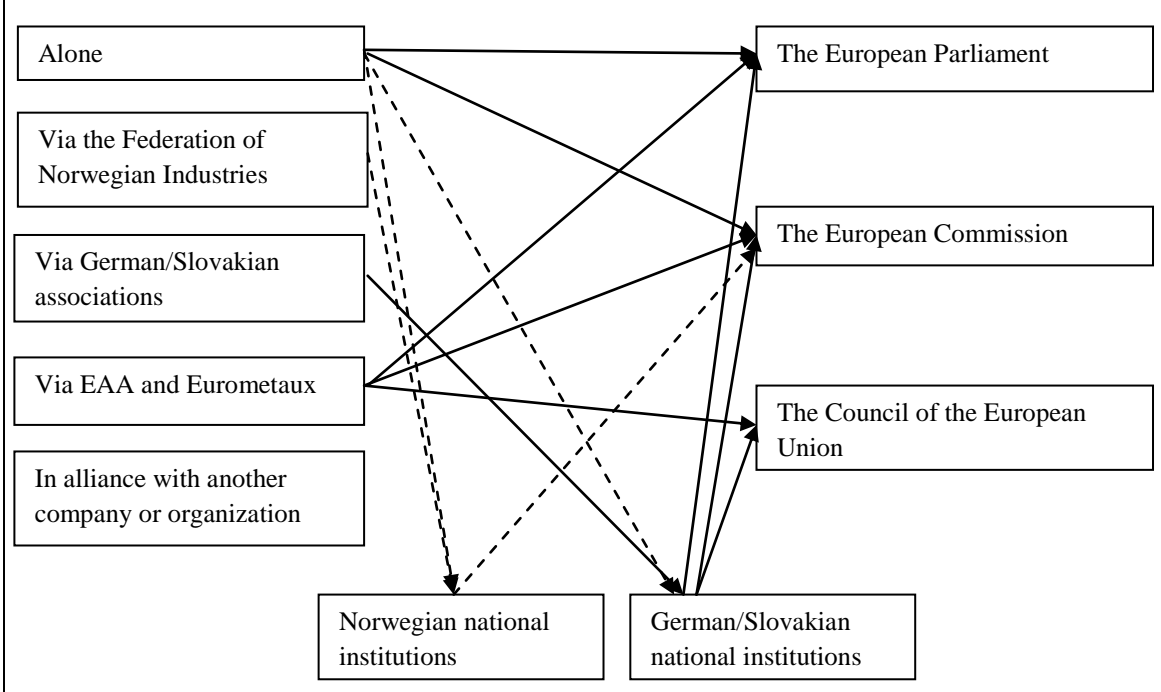 Alone
Via the Federation of
Norwegian Industries
Via German/Slovakian
associations
Via EAA and Eurometaux
In alliance with another
company or organization
The European Parliament
The European Commission
The Council of the European
Union
Norwegian national
institutions
German/Slovakian
national institutions